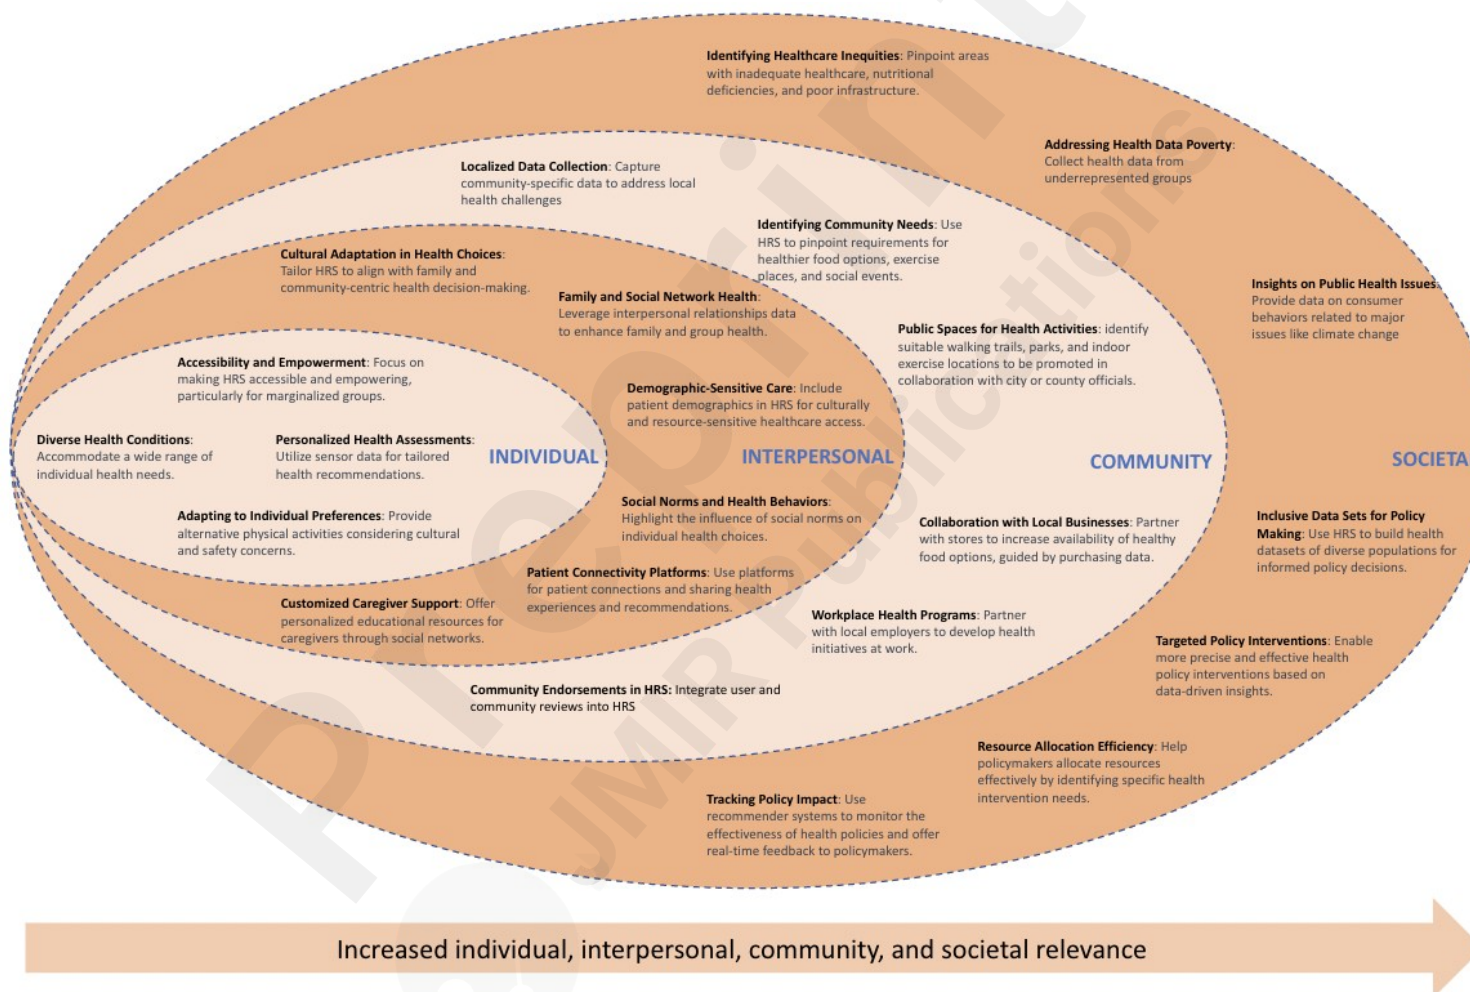 Identifying Healthcare Inequities: Pinpoint areas
with inadequate healthcare, nutritional
deficiencies, and poor infrastructure.
Addressing Health Data Poverty:
Collect health data from
underrepresented groups
Localized Data Collection: Capture
community-specific data to address local
health challenges
Identifying Community Needs: Use
HRS to pinpoint requirements for
healthier food options, exercise
places, and social events.
Cultural Adaptation in Health Choices:
Tailor HRS to align with family and
community-centric health decision-making.
Family and Social Network Health:
Leverage interpersonal relationships data
to enhance family and group health.
Insights on Public Health Issues:
Provide data on consumer
behaviors related to major
issues like climate change
Public Spaces for Health Activities: identify
suitable walking trails, parks, and indoor
exercise locations to be promoted in
collaboration with city or county officials.
Accessibility and Empowerment: Focus on
making HRS accessible and empowering,
particularly for marginalized groups.
Demographic-Sensitive Care: Include
patient demographics in HRS for culturally
and resource-sensitive healthcare access.
Diverse Health Conditions:
Accommodate a wide range of
individual health needs.
Personalized Health Assessments:
Utilize sensor data for tailored
health recommendations.
INDIVIDUAL
INTERPERSONAL
COMMUNITY
SOCIETA
Social Norms and Health Behaviors:
Highlight the influence of social norms on
individual health choices.
Adapting to Individual Preferences: Provide
alternative physical activities considering cultural
and safety concerns.
Collaboration with Local Businesses: Partner
with stores to increase availability of healthy
food options, guided by purchasing data.
Inclusive Data Sets for Policy
Making: Use HRS to build health
datasets of diverse populations for
informed policy decisions.
Patient Connectivity Platforms: Use platforms
for patient connections and sharing health
experiences and recommendations.
Customized Caregiver Support: Offer
personalized educational resources for
caregivers through social networks.
Workplace Health Programs: Partner
with local employers to develop health
initiatives at work.
Targeted Policy Interventions: Enable
more precise and effective health
policy interventions based on
data-driven insights.
Community Endorsements in HRS: Integrate user and
community reviews into HRS
Resource Allocation Efficiency: Help
policymakers allocate resources
effectively by identifying specific health
intervention needs.
Tracking Policy Impact: Use
recommender systems to monitor the
effectiveness of health policies and offer
real-time feedback to policymakers.
Increased individual, interpersonal, community, and societal relevance
Preprint
JMIR Publications